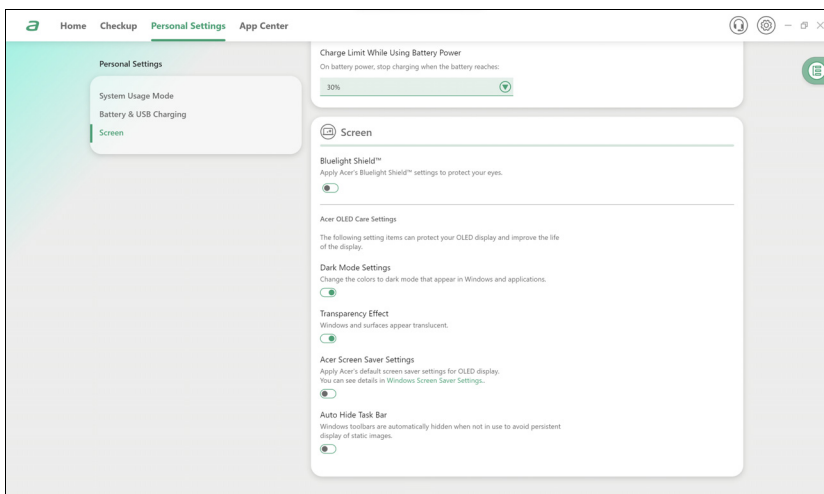 a
Home Checkup Personal Settings App Center
Personal Settings
System Usage Mode
Battery & USB Charging
Screen
Charge Limit While Using Battery Power
On battery power, stop charging when the battery reaches:
30%
Screen
Bluelight Shield™
Apply Acer's Bluelight Shield™ settings to protect your eyes.
Acer OLED Care Settings
The following setting items can protect your OLED display and improve the life
of the display.
Dark Mode Settings
Change the colors to dark mode that appear in Windows and applications.
Transparency Effect
Windows and surfaces appear translucent.
Acer Screen Saver Settings
Apply Acer's default screen saver settings for OLED display.
You can see details in Windows Screen Saver Settings..
Auto Hide Task Bar
Windows toolbars are automatically hidden when not in use to avoid persistent
display of static images.